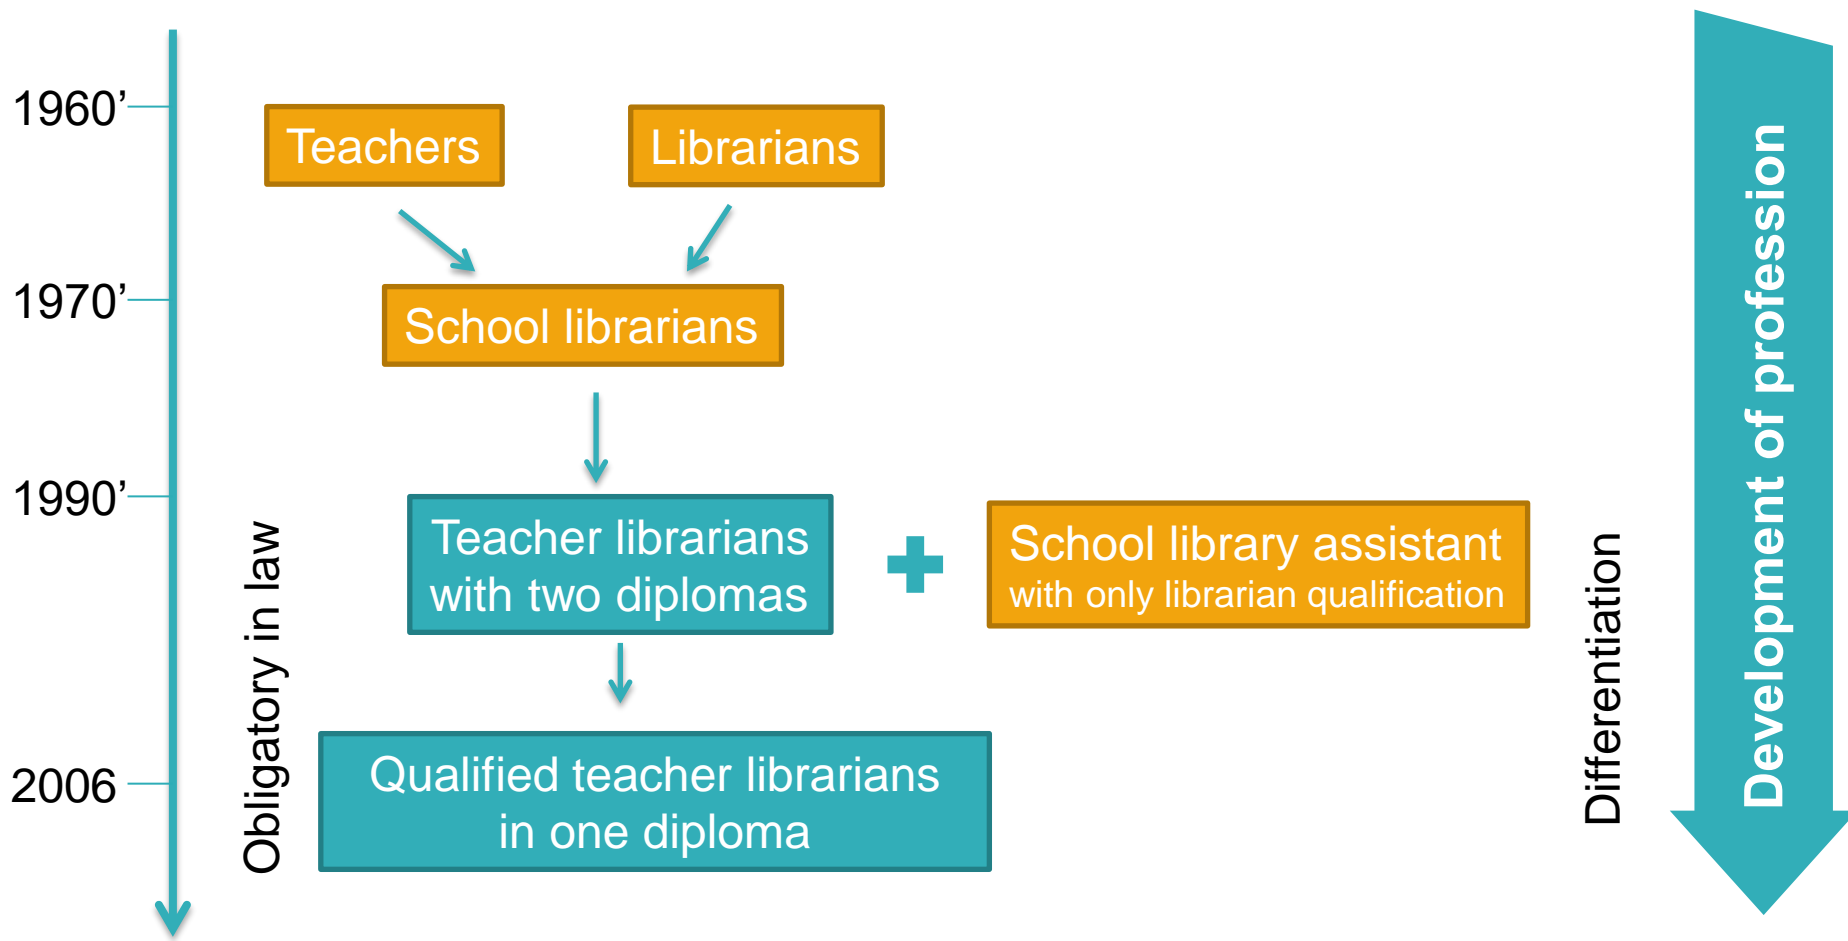 1960’
Teachers
Librarians
1970’
School librarians
1990’
Teacher librarians
with two diplomas
School library assistant
with only librarian qualification
2006
Qualified teacher librarians
in one diploma
Obligatory in law
Differentiation
Development of profession